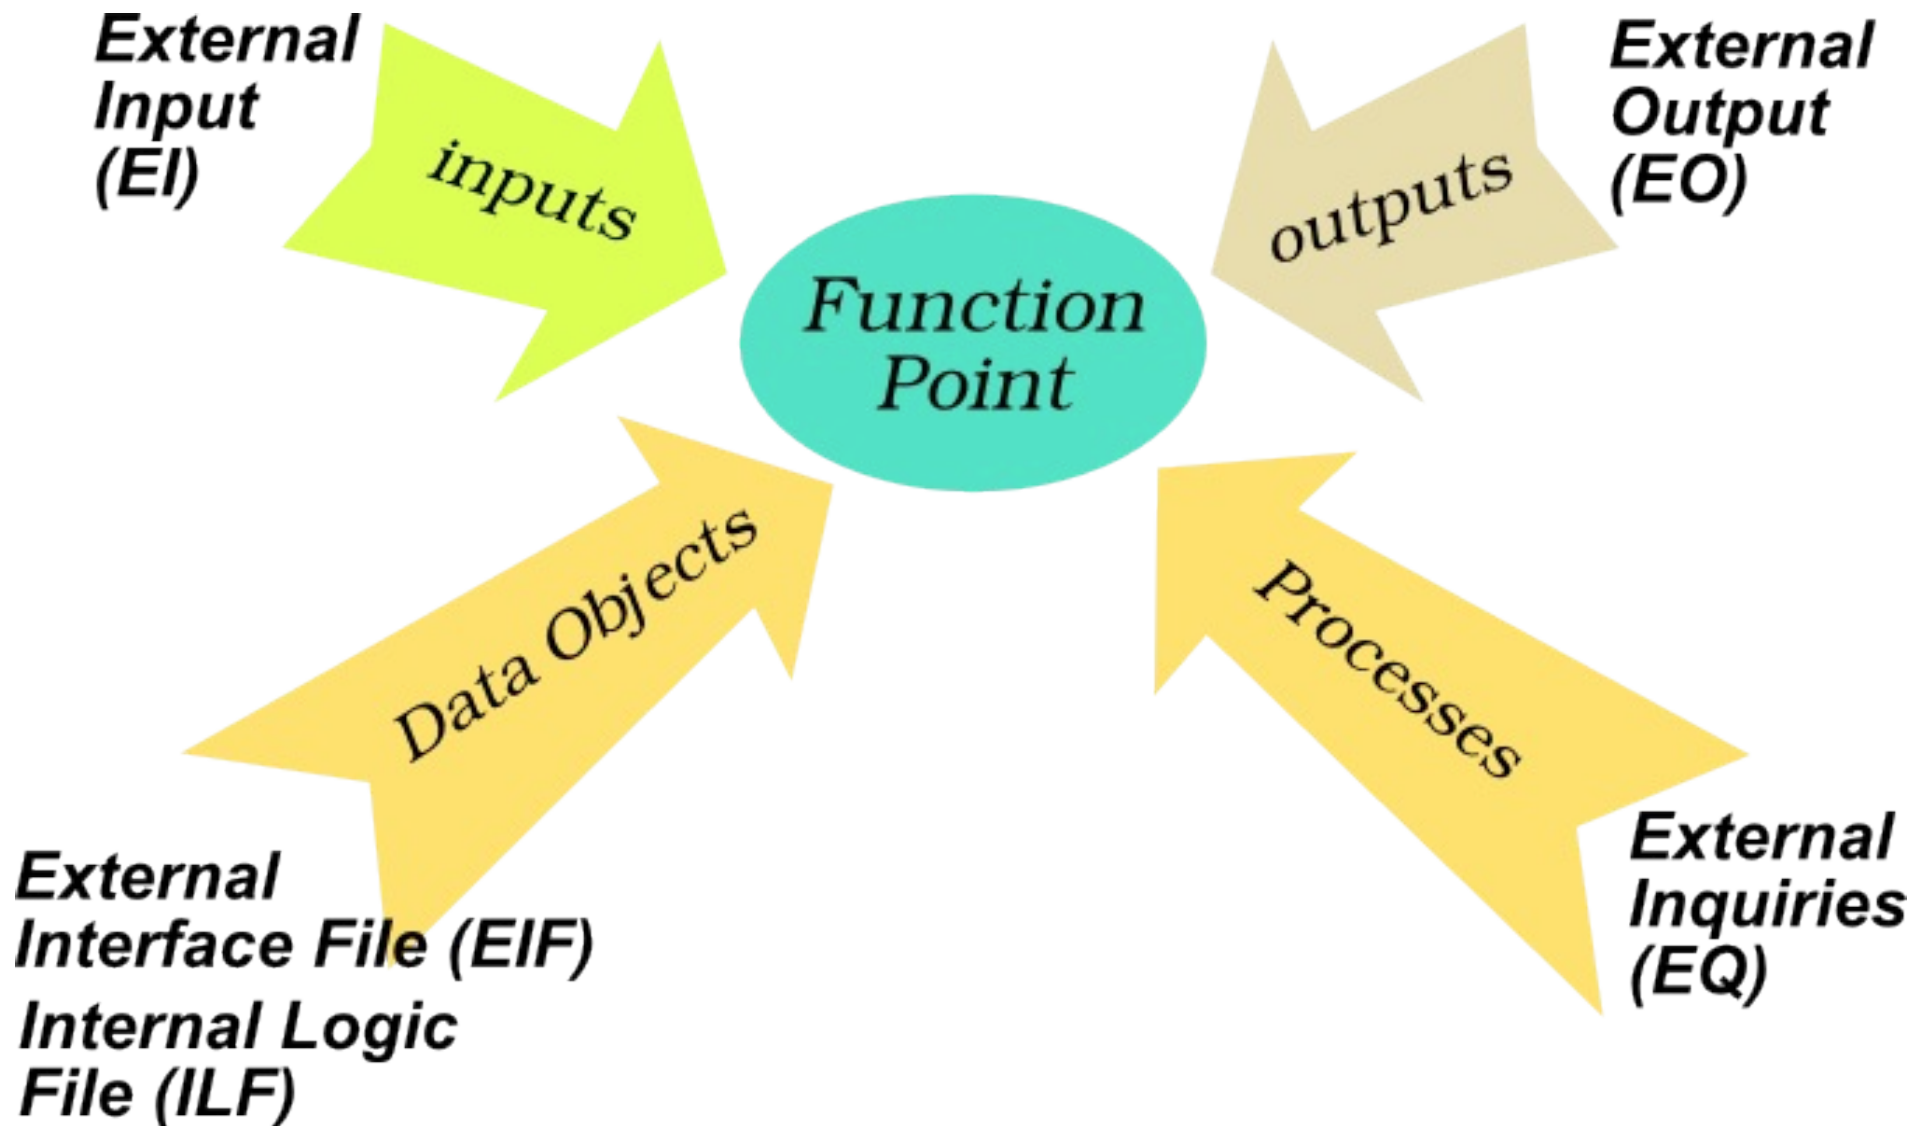 External
Input
(EI)
inputs
External
Output
(EO)
outputs
Function
Point
Data Objects
Processes
External
Interface File (EIF)
Internal Logic
File (ILF)
External
Inquiries
(EQ)